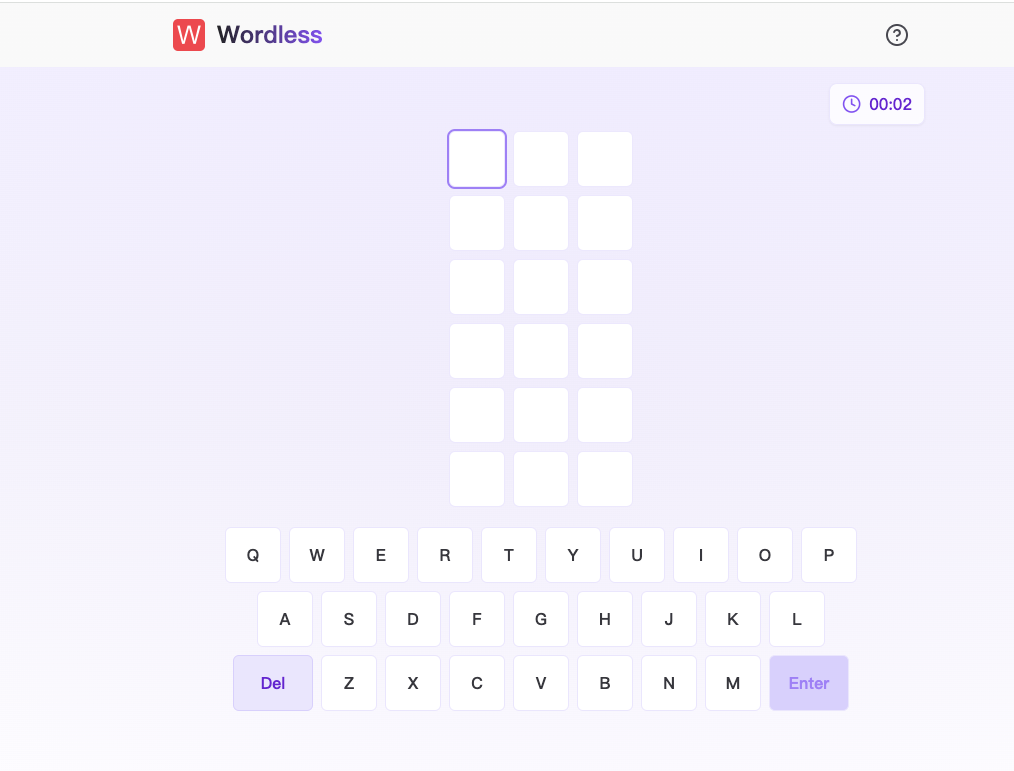 W Wordless
00:02
Q W E R T Y U I O P
A S D F G H J K L
Del Z X C V B N M Enter